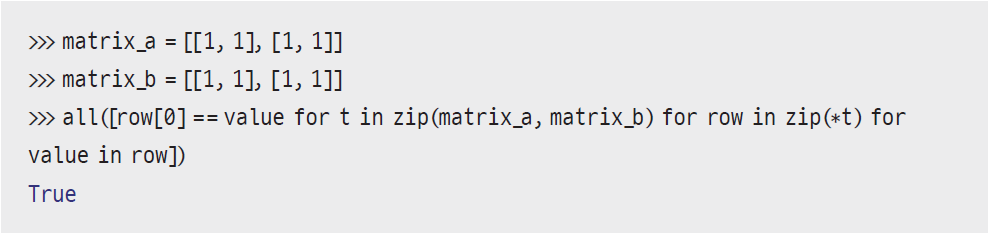 >>> matrix_a = [[1, 1], [1, 1]]
>>> matrix_b = [[1, 1], [1, 1]]
>>> all([row[0] == value for t in zip(matrix_a, matrix_b) for row in zip(*t) for
value in row])
True